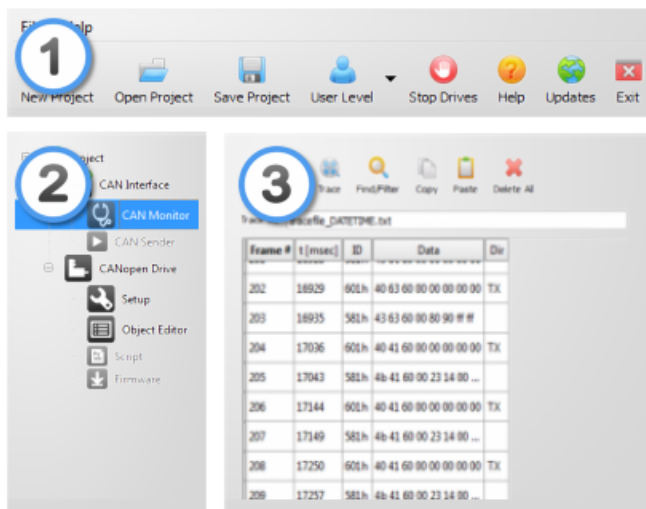 1
New Project Open Project Save Project User Level Stop Drives Help Updates Exit
2
CAN Interface
CAN Monitor
CAN Sender
CANopen Drive
Setup
Object Editor
Script
Firmware
3
Trace Find/Filter Copy Paste Delete All
tracefile_DATETIME.txt
Frame # t [msec] ID Data Dir
202 16929 601h 40 63 60 00 00 00 00 00 TX
203 16935 581h 43 63 60 00 80 90 ff ff
204 17036 601h 40 41 60 00 00 00 00 00 TX
205 17043 581h 4b 41 60 00 23 14 00 ...
206 17144 601h 40 41 60 00 00 00 00 00 TX
207 17149 581h 4b 41 60 00 23 14 00 ...
208 17250 601h 40 41 60 00 00 00 00 00 TX
209 17257 581h 4b 41 60 00 23 14 00 ...